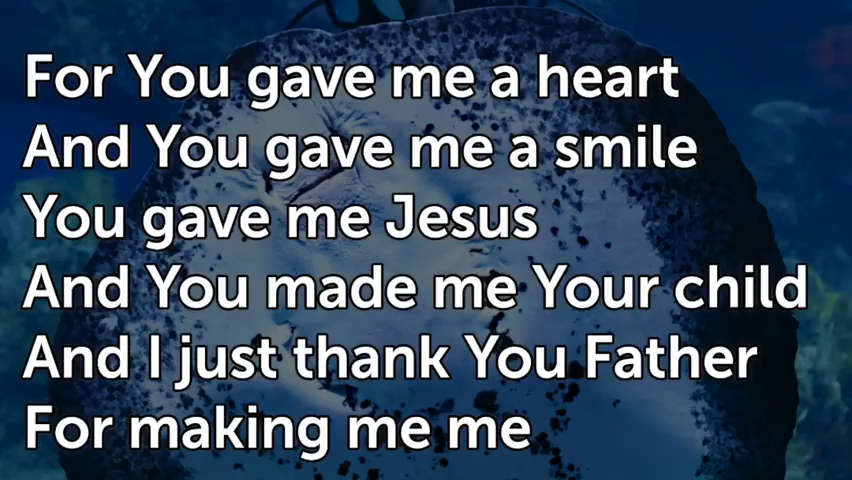 For You gave me a heart
And You gave me a smile
You gave me Jesus
And You made me Your child
And I just thank You Father
For making me me